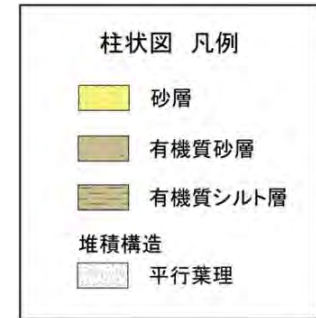 柱状図 凡例
砂層
有機質砂層
有機質シルト層
堆積構造
平行葉理